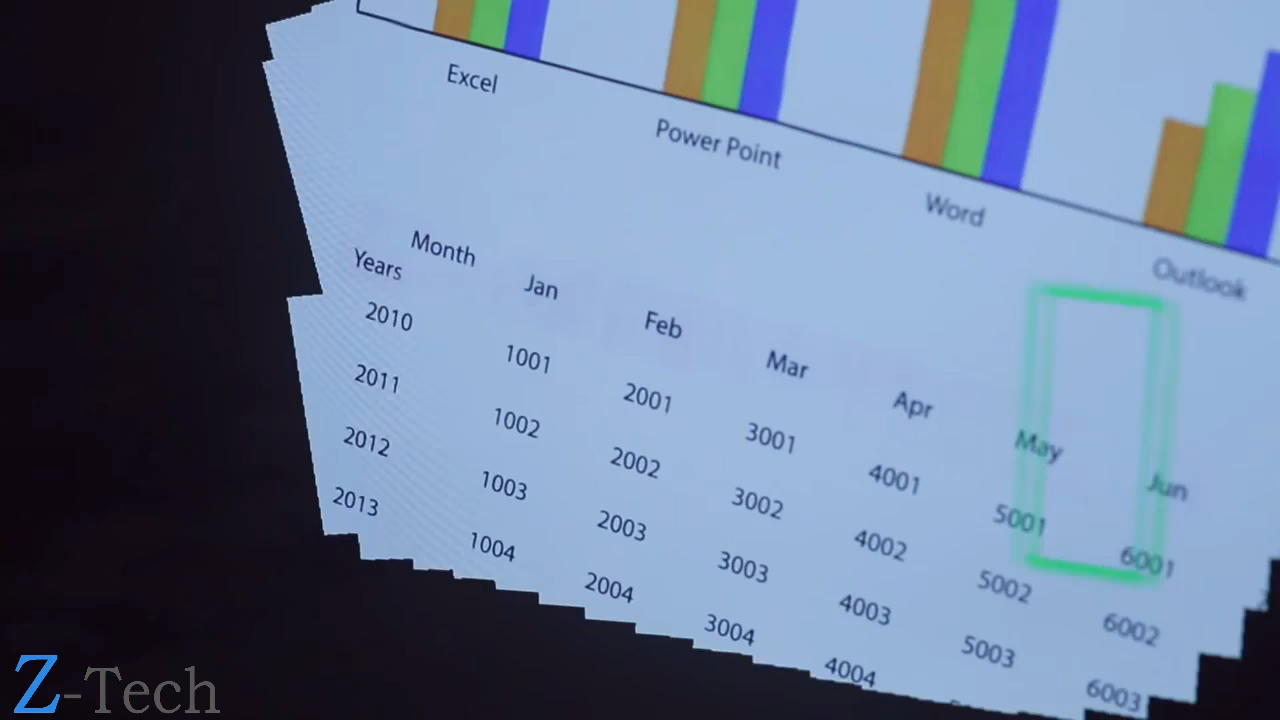 Excel Power Point Word Outlook
Month
Years Jan Feb Mar Apr May Jun
2010 1001 2001 3001 4001 5001 6001
2011 1002 2002 3002 4002 5002 6002
2012 1003 2003 3003 4003 5003 6003
2013 1004 2004 3004 4004
Z-Tech